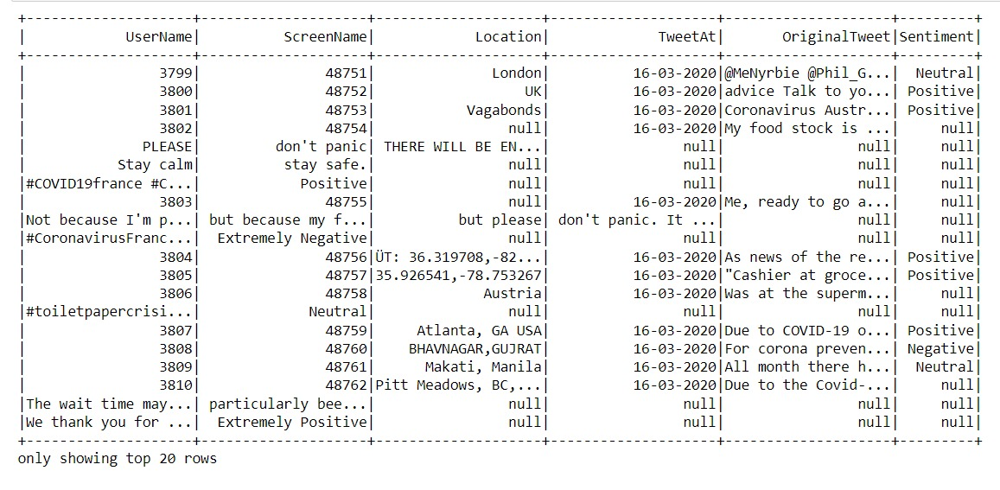 +--------------------+--------------------+--------------------+--------------------+--------------------+---------+
|            UserName|          ScreenName|            Location|             TweetAt|       OriginalTweet|Sentiment|
+--------------------+--------------------+--------------------+--------------------+--------------------+---------+
|                3799|               48751|              London|          16-03-2020|@MeNyrbie @Phil_G...|  Neutral|
|                3800|               48752|                  UK|          16-03-2020|advice Talk to yo...| Positive|
|                3801|               48753|           Vagabonds|          16-03-2020|Coronavirus Austr...| Positive|
|                3802|               48754|                null|          16-03-2020|My food stock is ...|     null|
|              PLEASE|         don't panic| THERE WILL BE EN...|                null|                null|     null|
|           Stay calm|          stay safe.|                null|                null|                null|     null|
|#COVID19france #C...|            Positive|                null|                null|                null|     null|
|                3803|               48755|                null|          16-03-2020|Me, ready to go a...|     null|
|Not because I'm p...| but because my f...|          but please| don't panic. It ...|                null|     null|
|#CoronavirusFranc...|  Extremely Negative|                null|                null|                null|     null|
|                3804|               48756|ÜT: 36.319708,-82...|          16-03-2020|As news of the re...| Positive|
|                3805|               48757|35.926541,-78.753267|          16-03-2020|"Cashier at groce...| Positive|
|                3806|               48758|             Austria|          16-03-2020|Was at the superm...|     null|
|#toiletpapercrisi...|             Neutral|                null|                null|                null|     null|
|                3807|               48759|     Atlanta, GA USA|          16-03-2020|Due to COVID-19 o...| Positive|
|                3808|               48760|    BHAVNAGAR,GUJRAT|          16-03-2020|For corona preven...| Negative|
|                3809|               48761|      Makati, Manila|          16-03-2020|All month there h...|  Neutral|
|                3810|               48762|Pitt Meadows, BC,...|          16-03-2020|Due to the Covid-...|     null|
|The wait time may...| particularly bee...|                null|                null|                null|     null|
|We thank you for ...|  Extremely Positive|                null|                null|                null|     null|
+--------------------+--------------------+--------------------+--------------------+--------------------+---------+
only showing top 20 rows